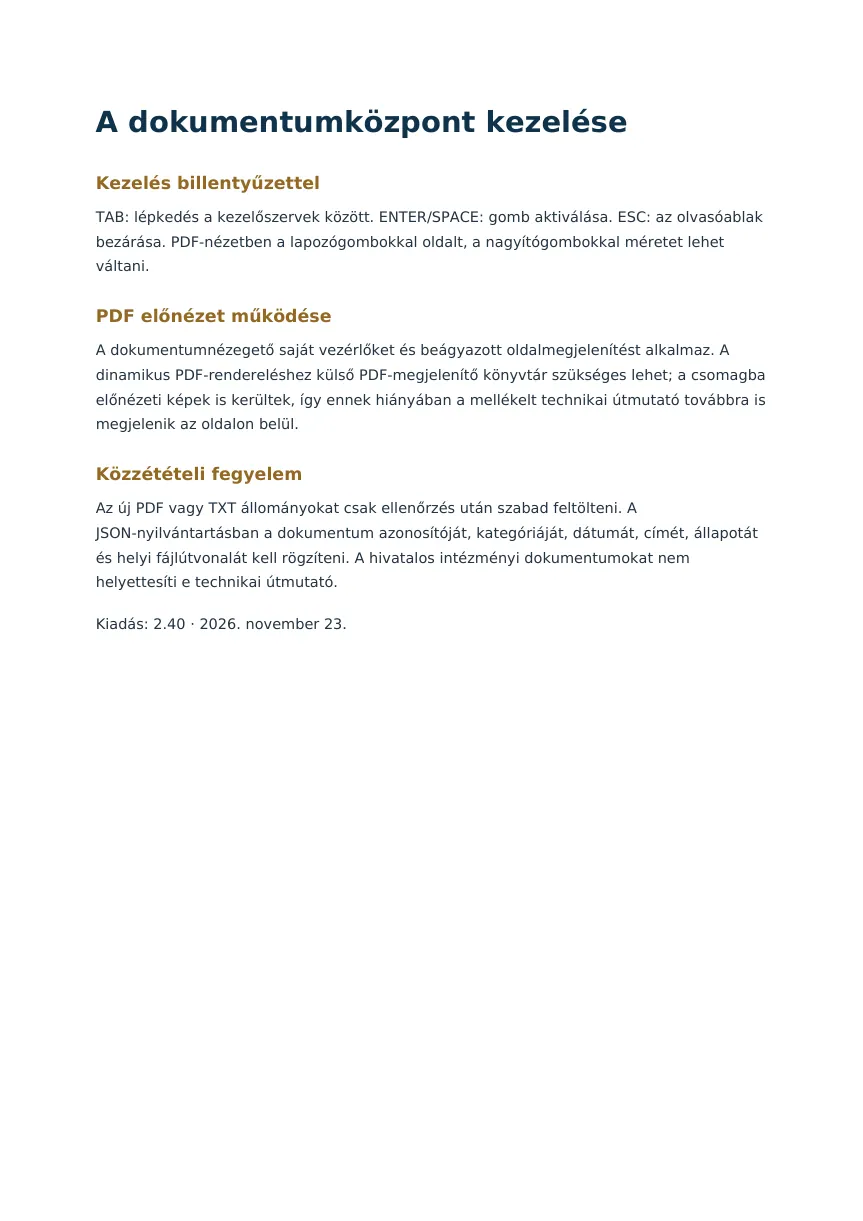 A dokumentumközpont kezelése
Kezelés billentyűzettel
TAB: lépkedés a kezelőszervek között. ENTER/SPACE: gomb aktiválása. ESC: az olvasóablak
bezárása. PDF-nézetben a lapozógombokkal oldalt, a nagyítógombokkal méretet lehet
váltani.
PDF előnézet működése
A dokumentumnézegető saját vezérlőket és beágyazott oldalmegjelenítést alkalmaz. A
dinamikus PDF-rendereléshez külső PDF-megjelenítő könyvtár szükséges lehet; a csomagba
előnézeti képek is kerültek, így ennek hiányában a mellékelt technikai útmutató továbbra is
megjelenik az oldalon belül.
Közzétételi fegyelem
Az új PDF vagy TXT állományokat csak ellenőrzés után szabad feltölteni. A
JSON-nyilvántartásban a dokumentum azonosítóját, kategóriáját, dátumát, címét, állapotát
és helyi fájlútvonalát kell rögzíteni. A hivatalos intézményi dokumentumokat nem
helyettesíti e technikai útmutató.
Kiadás: 2.40 · 2026. november 23.